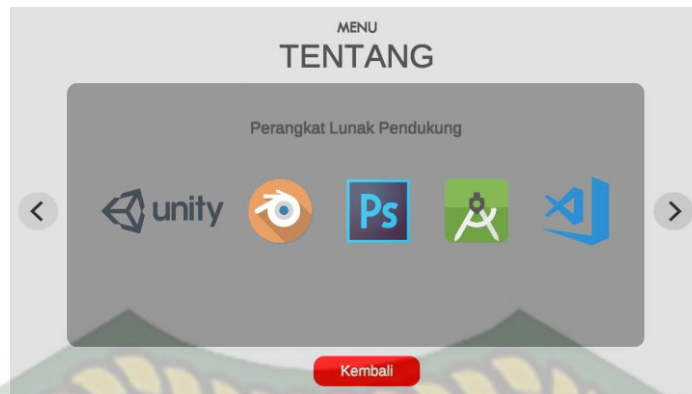 MENU
TENTANG
Perangkat Lunak Pendukung
unity
Ps
Kembali